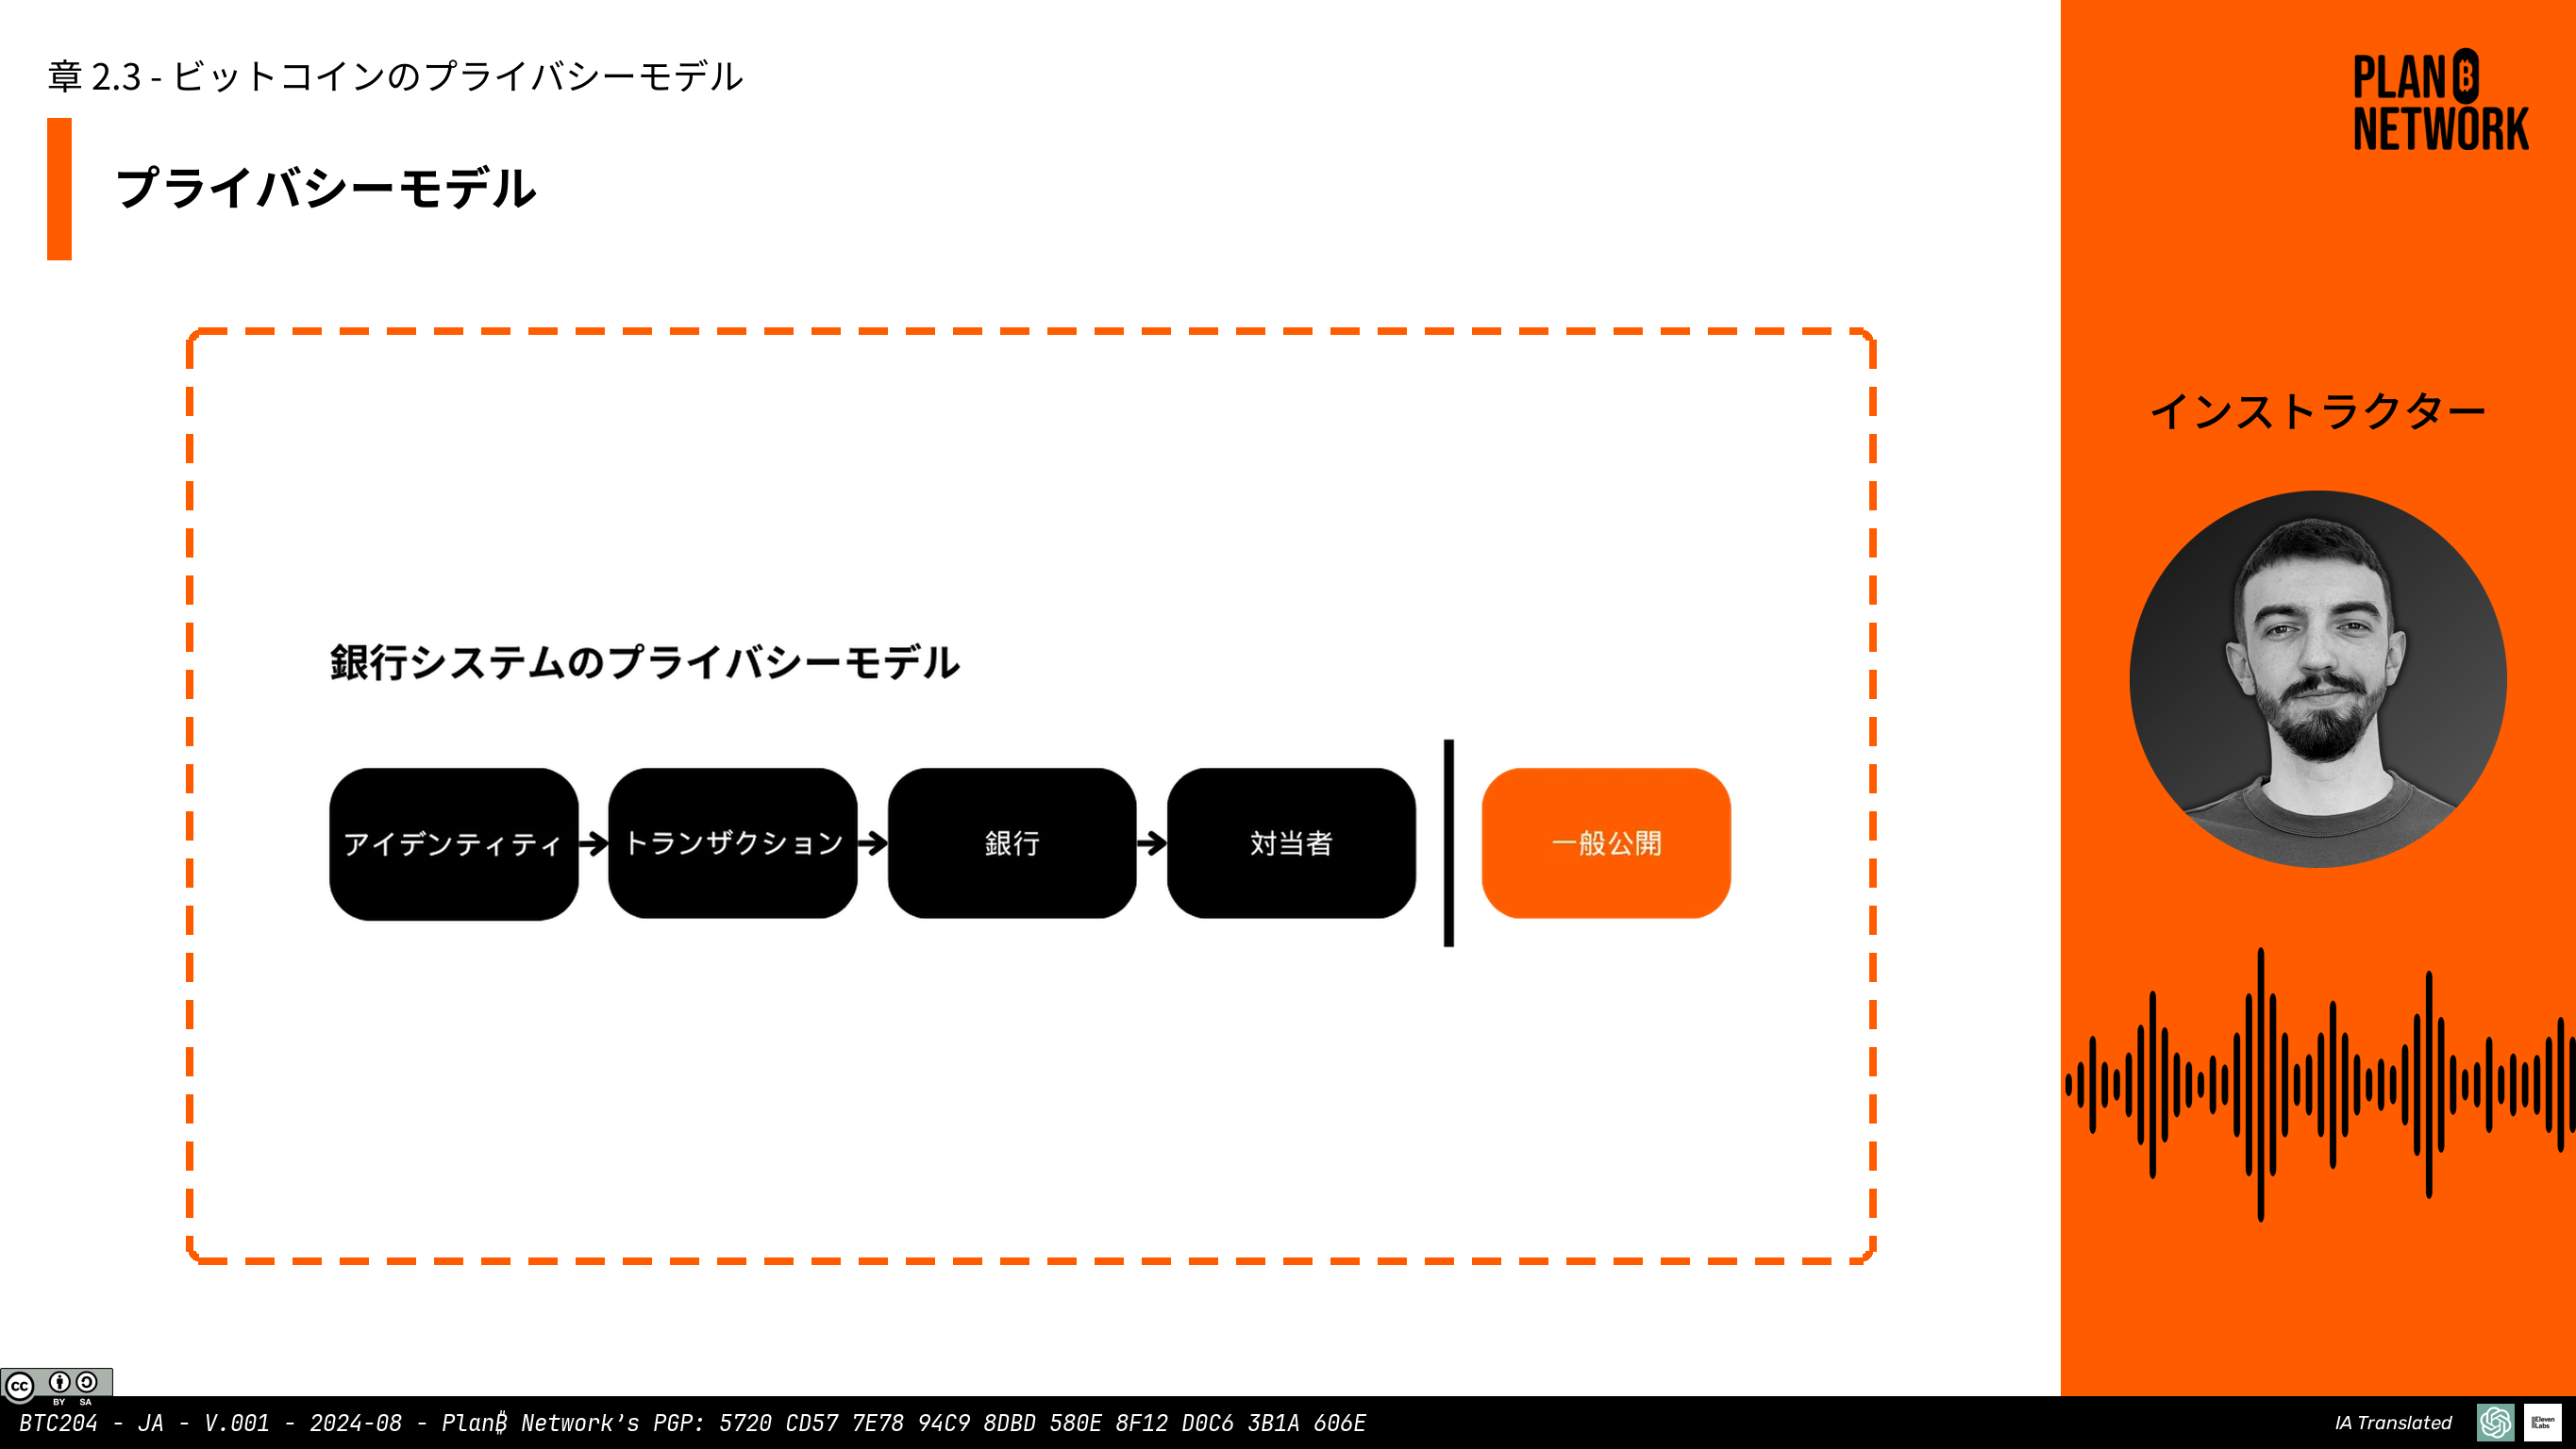 章 2.3 - ビットコインのプライバシーモデル
プライバシーモデル
銀行システムのプライバシーモデル
アイデンティティ
トランザクション
銀行
対当者
一般公開
PLAN ₿
NETWORK
インストラクター
CC BY SA
BTC204 - JA - V.001 - 2024-08 - Plan₿ Network's PGP: 5720 CD57 7E78 94C9 8DBD 580E 8F12 D0C6 3B1A 606E
IA Translated
IIElevenLabs